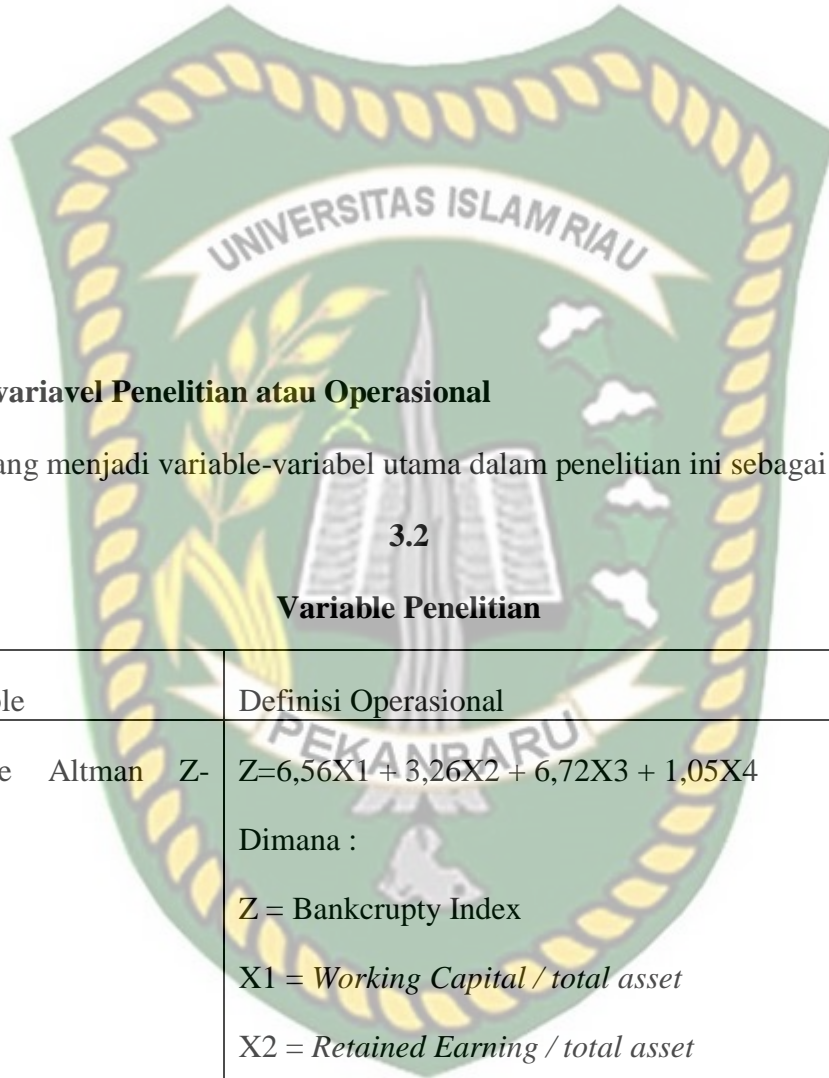 UNIVERSITAS ISLAM RIAU
variavel Penelitian atau Operasional
ang menjadi variable-variabel utama dalam penelitian ini sebagai
3.2
Variable Penelitian
ole
Definisi Operasional
e Altman Z-
Z=6,56X1 + 3,26X2 + 6,72X3 + 1,05X4
PEKANBARU
Dimana :
Z = Bankcrupty Index
X1 = Working Capital / total asset
X2 = Retained Earning / total asset